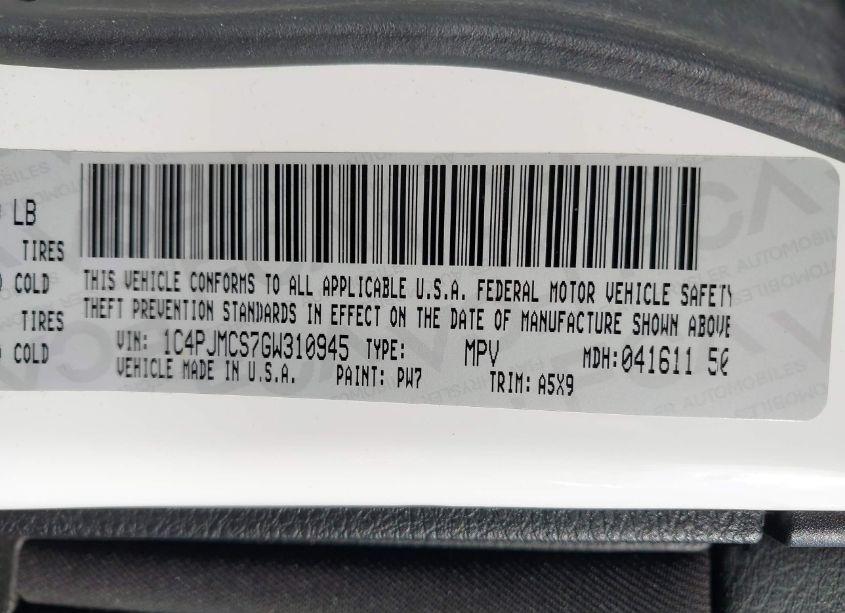 LB
TIRES
COLD
TIRES
COLD
THIS VEHICLE CONFORMS TO ALL APPLICABLE U.S.A. FEDERAL MOTOR VEHICLE SAFETY
THEFT PREVENTION STANDARDS IN EFFECT ON THE DATE OF MANUFACTURE SHOWN ABOVE
VIN: 1C4PJMCS7GW310945 TYPE: MPV MDH:041611 50
VEHICLE MADE IN U.S.A. PAINT: PW7 TRIM: A5X9